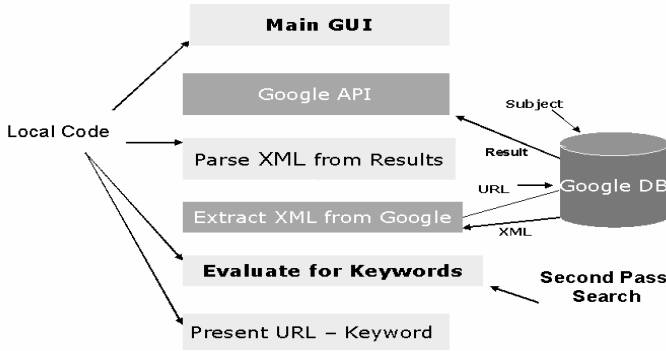 Main GUI
Google API
Subject
Local Code
Result
Parse XML from Results
URL
Google DB
Extract XML from Google
XML
Evaluate for Keywords
Second Pass
Search
Present URL – Keyword